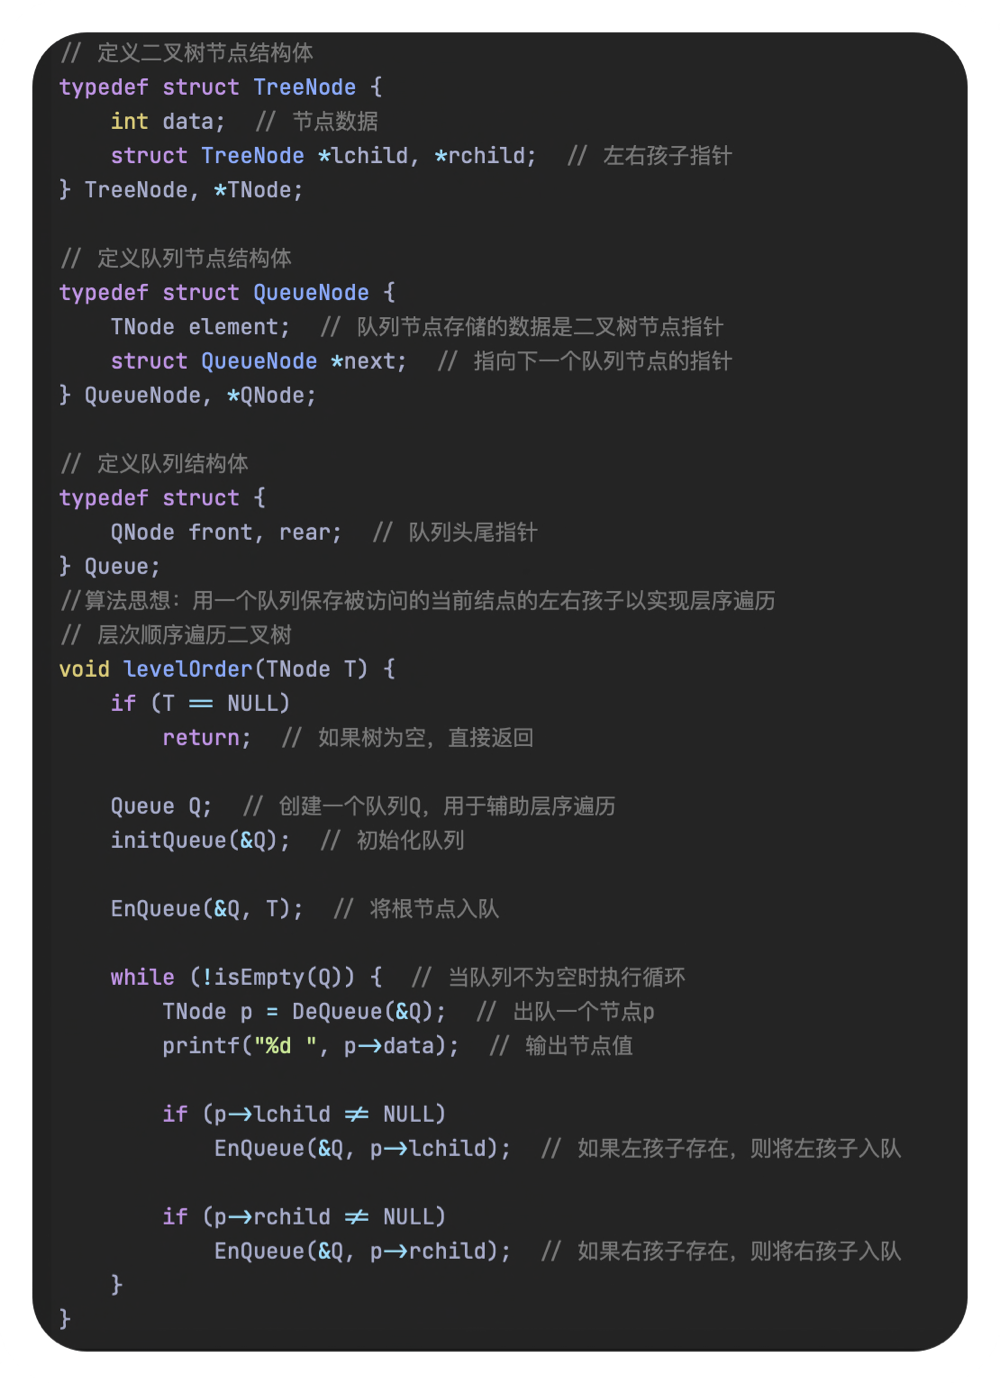 // 定义二叉树节点结构体
typedef struct TreeNode {
    int data;  // 节点数据
    struct TreeNode *lchild, *rchild;  // 左右孩子指针
} TreeNode, *TNode;

// 定义队列节点结构体
typedef struct QueueNode {
    TNode element;  // 队列节点存储的数据是二叉树节点指针
    struct QueueNode *next;  // 指向下一个队列节点的指针
} QueueNode, *QNode;

// 定义队列结构体
typedef struct {
    QNode front, rear;  // 队列头尾指针
} Queue;
//算法思想：用一个队列保存被访问的当前结点的左右孩子以实现层序遍历
// 层次顺序遍历二叉树
void levelOrder(TNode T) {
    if (T == NULL)
        return;  // 如果树为空，直接返回

    Queue Q;  // 创建一个队列Q，用于辅助层序遍历
    initQueue(&Q);  // 初始化队列

    EnQueue(&Q, T);  // 将根节点入队

    while (!isEmpty(Q)) {  // 当队列不为空时执行循环
        TNode p = DeQueue(&Q);  // 出队一个节点p
        printf("%d ", p->data);  // 输出节点值

        if (p->lchild != NULL)
            EnQueue(&Q, p->lchild);  // 如果左孩子存在，则将左孩子入队

        if (p->rchild != NULL)
            EnQueue(&Q, p->rchild);  // 如果右孩子存在，则将右孩子入队
    }
}